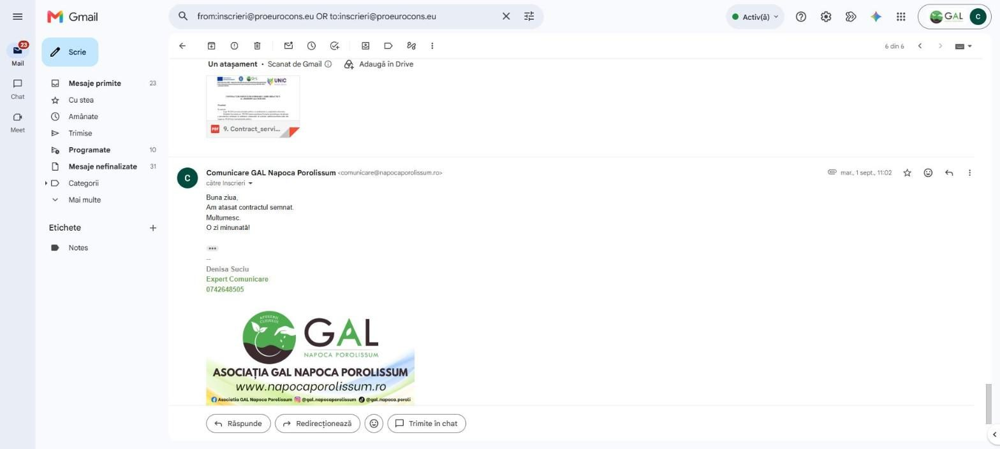 Gmail
from:inscrieri@proeurocons.eu OR to:inscrieri@proeurocons.eu
Activ(ă)
GAL
C
23
Mail
Chat
Meet
Scrie
Mesaje primite 23
Cu stea
Amânate
Trimise
Programate 10
Mesaje nefinalizate 31
Categorii
Mai multe
Etichete
Notes
6 din 6
Un atașament • Scanat de Gmail Adaugă în Drive
UNIC
PDF 9. Contract_servi...
C
Comunicare GAL Napoca Porolissum <comunicare@napocaporolissum.ro>
mar., 1 sept., 11:02
către Inscrieri
Buna ziua,
Am atasat contractul semnat.
Multumesc.
O zi minunată!
--
Denisa Suciu
Expert Comunicare
0742648505
APUSENII
CLUJULUI
GAL
NAPOCA POROLISSUM
ASOCIAȚIA GAL NAPOCA POROLISSUM
www.napocaporolissum.ro
Asociatia GAL Napoca Porolissum @gal.napocaporolissum @gal.napoca.poroli
Răspunde
Redirecționează
Trimite în chat